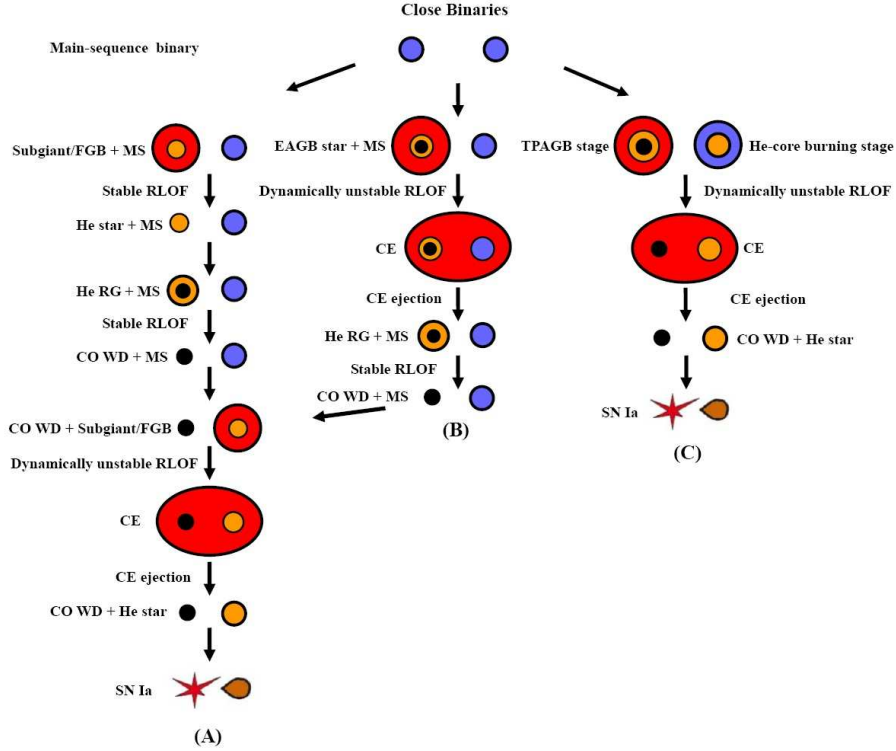 Close Binaries
Main-sequence binary
Subgiant/FGB + MS
Stable RLOF
He star + MS
He RG + MS
Stable RLOF
CO WD + MS
CO WD + Subgiant/FGB
Dynamically unstable RLOF
CE
CE ejection
CO WD + He star
SN Ia
(A)
EAGB star + MS
Dynamically unstable RLOF
CE
CE ejection
He RG + MS
Stable RLOF
CO WD + MS
(B)
TPAGB stage
He-core burning stage
Dynamically unstable RLOF
CE
CE ejection
CO WD + He star
SN Ia
(C)